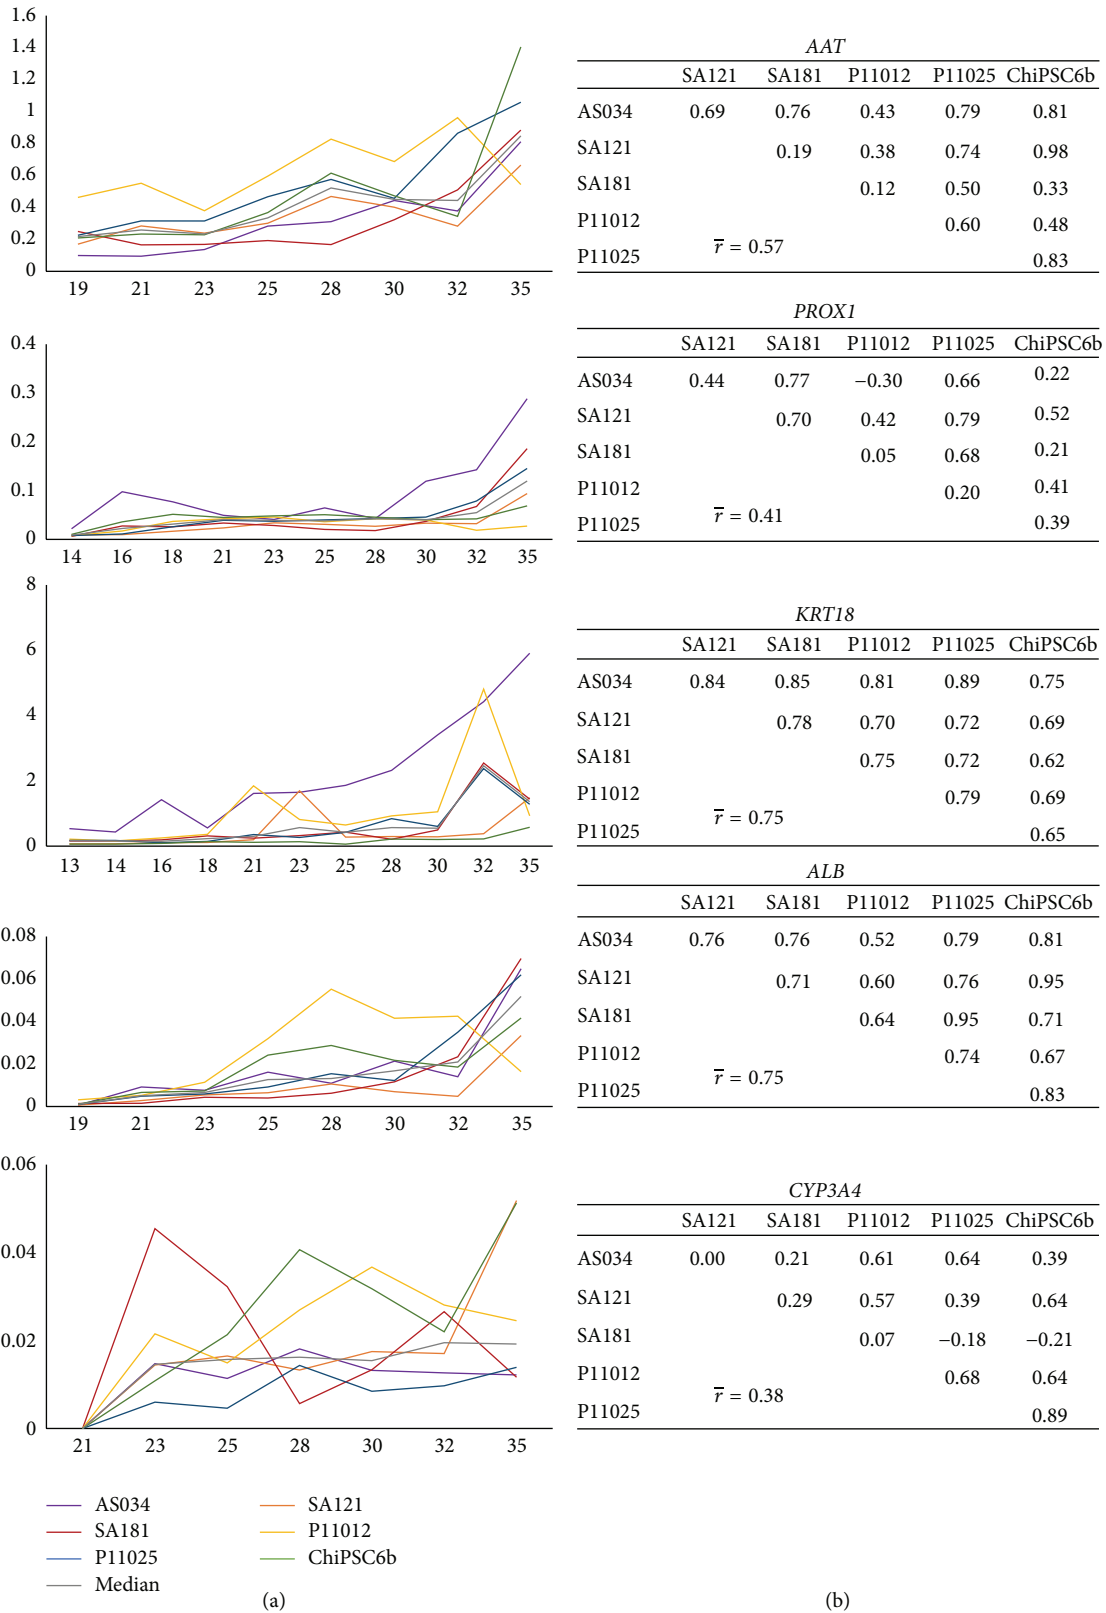 1.6
1.4
1.2
1
0.8
0.6
0.4
0.2
0
19 21 23 25 28 30 32 35
AAT
SA121 SA181 P11012 P11025 ChiPSC6b
AS034 0.69 0.76 0.43 0.79 0.81
SA121 0.19 0.38 0.74 0.98
SA181 0.12 0.50 0.33
P11012 0.60 0.48
P11025 0.83
r̅ = 0.57
0.4
0.3
0.2
0.1
0
14 16 18 21 23 25 28 30 32 35
PROX1
SA121 SA181 P11012 P11025 ChiPSC6b
AS034 0.44 0.77 −0.30 0.66 0.22
SA121 0.70 0.42 0.79 0.52
SA181 0.05 0.68 0.21
P11012 0.20 0.41
P11025 0.39
r̅ = 0.41
8
6
4
2
0
13 14 16 18 21 23 25 28 30 32 35
KRT18
SA121 SA181 P11012 P11025 ChiPSC6b
AS034 0.84 0.85 0.81 0.89 0.75
SA121 0.78 0.70 0.72 0.69
SA181 0.75 0.72 0.62
P11012 0.79 0.69
P11025 0.65
r̅ = 0.75
0.08
0.06
0.04
0.02
0
19 21 23 25 28 30 32 35
ALB
SA121 SA181 P11012 P11025 ChiPSC6b
AS034 0.76 0.76 0.52 0.79 0.81
SA121 0.71 0.60 0.76 0.95
SA181 0.64 0.95 0.71
P11012 0.74 0.67
P11025 0.83
r̅ = 0.75
0.06
0.04
0.02
0
21 23 25 28 30 32 35
CYP3A4
SA121 SA181 P11012 P11025 ChiPSC6b
AS034 0.00 0.21 0.61 0.64 0.39
SA121 0.29 0.57 0.39 0.64
SA181 0.07 −0.18 −0.21
P11012 0.68 0.64
P11025 0.89
r̅ = 0.38
AS034 SA121
SA181 P11012
P11025 ChiPSC6b
Median
(a) (b)